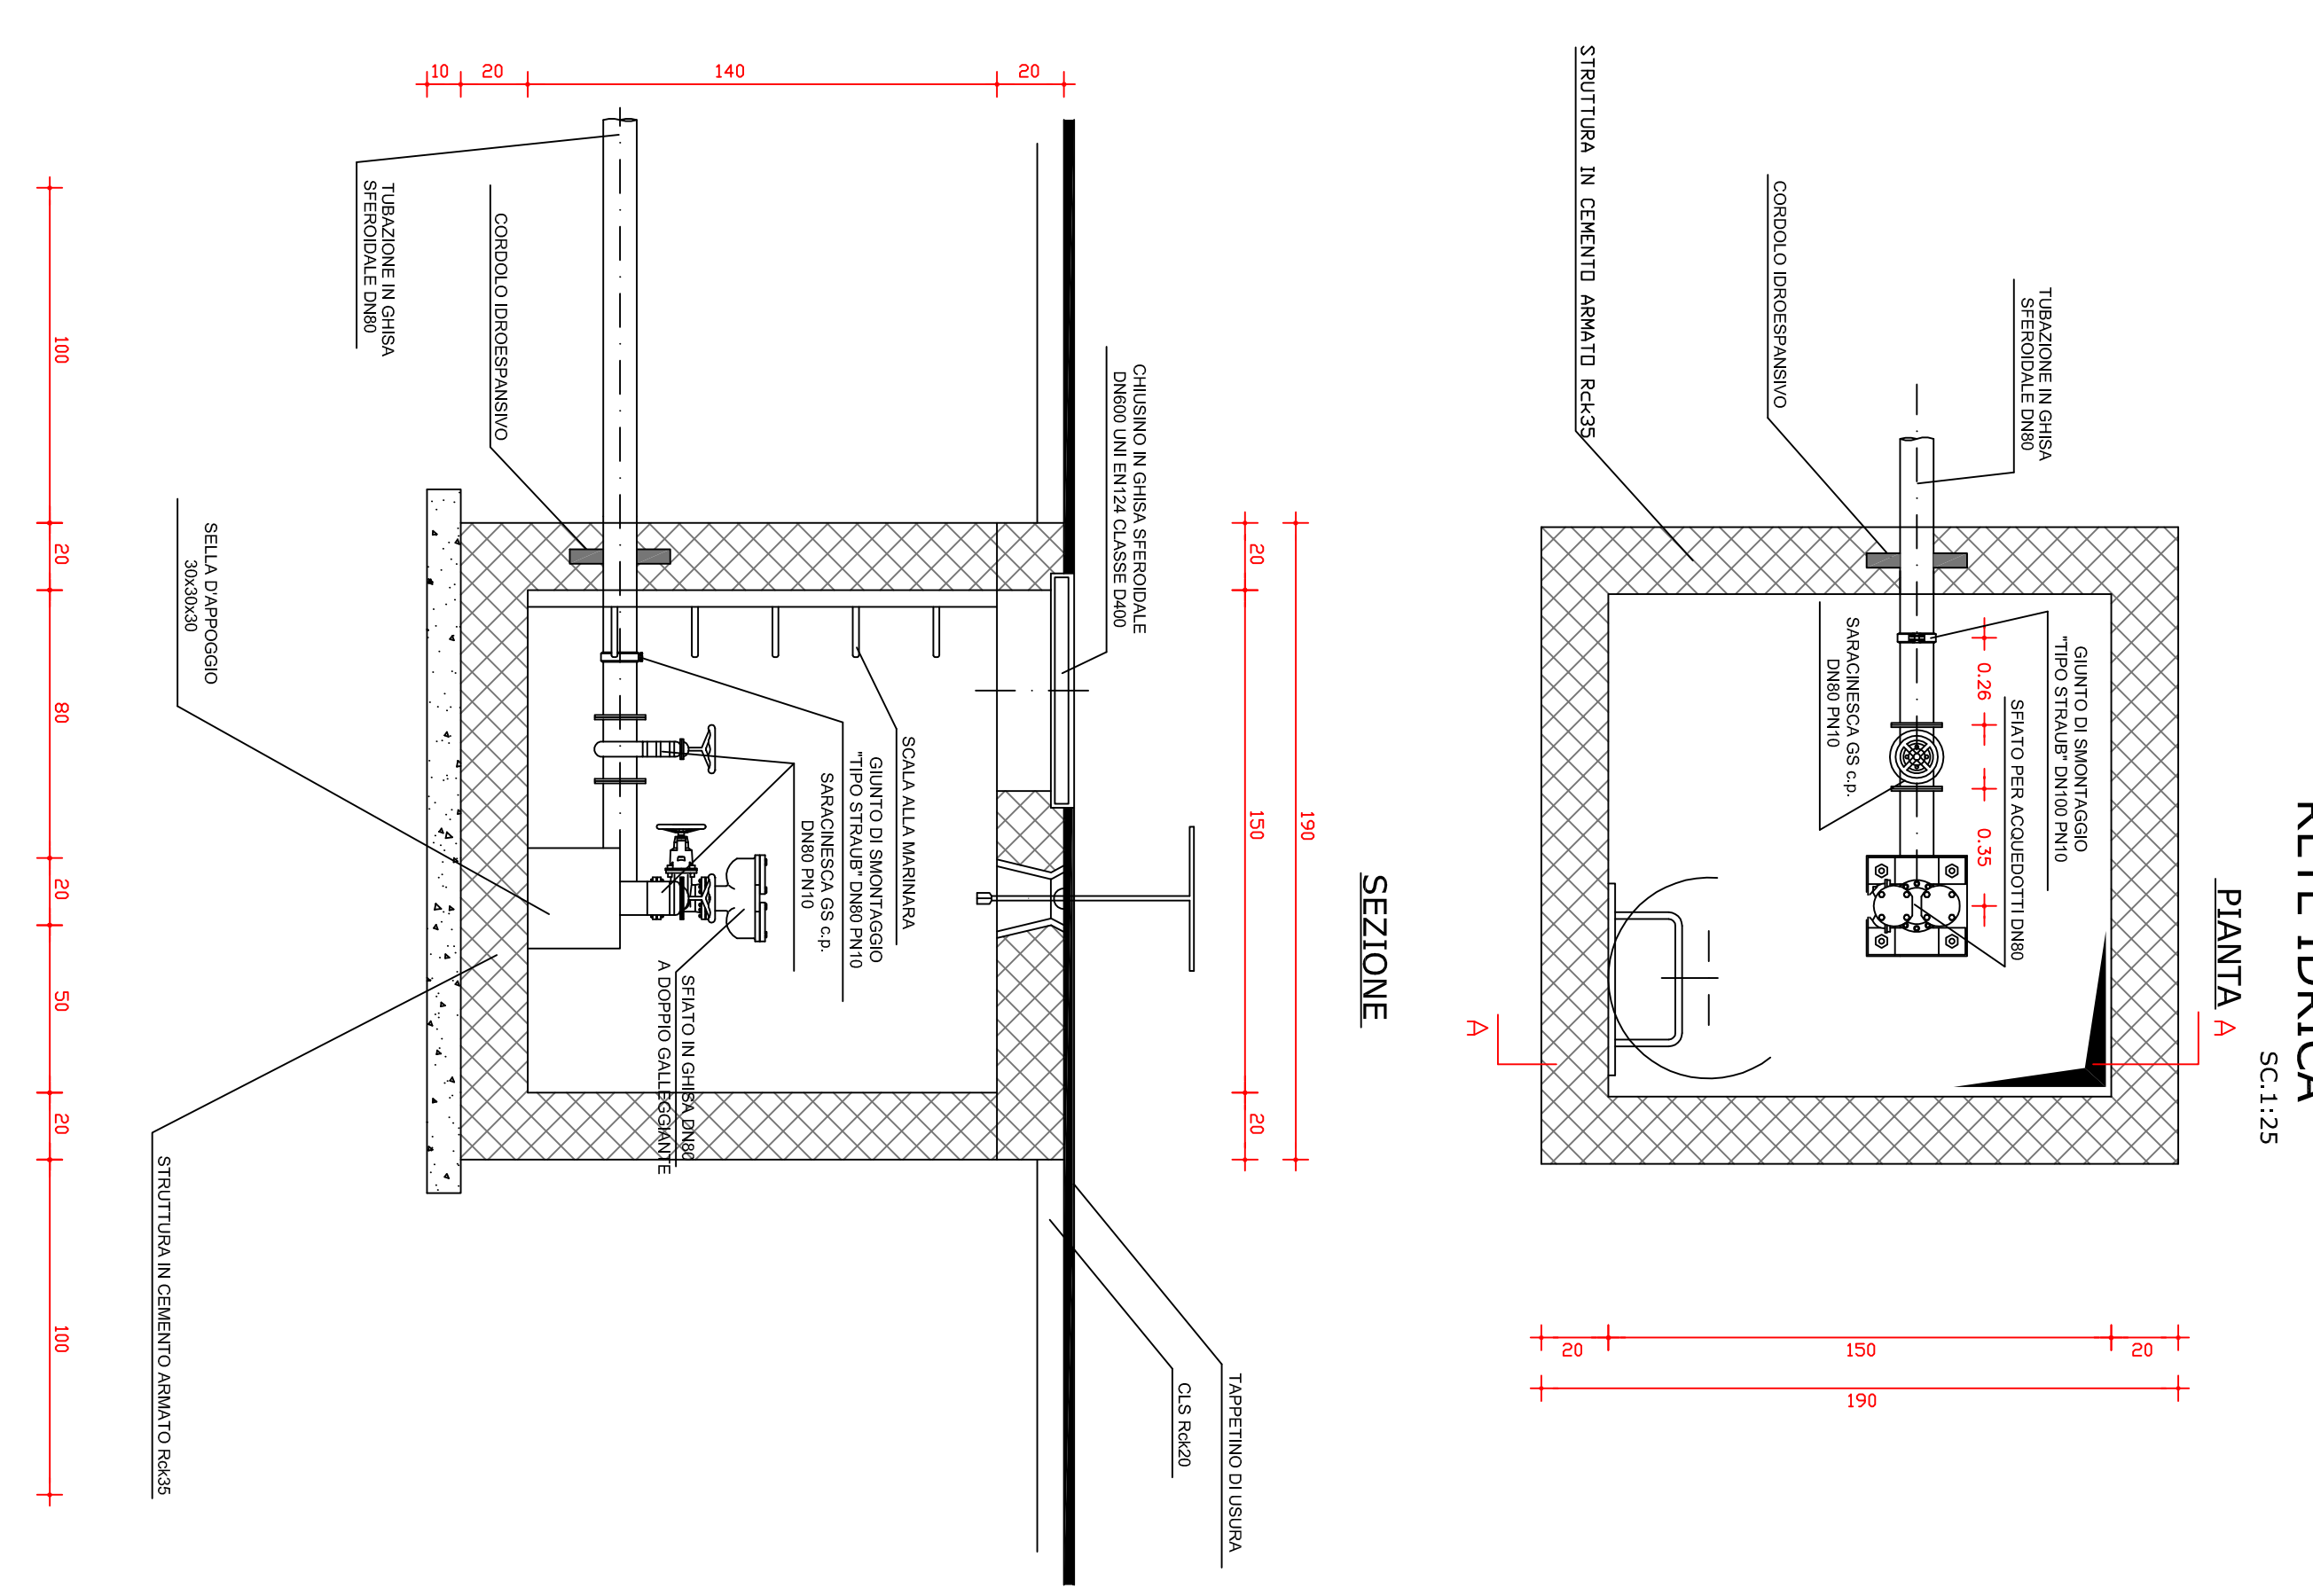 RETE IDRICA
SC.1:25
PIANTA
A
A
TUBAZIONE IN GHISA
SFEROIDALE DN80
CORDOLO IDROESPANSIVO
STRUTTURA IN CEMENTO ARMATO Rck35
GIUNTO DI SMONTAGGIO
"TIPO STRAUB" DN100 PN10
SFIATO PER ACQUEDOTTI DN80
0.26
0.35
SARACINESCA GS c.p.
DN80 PN10
20
150
20
190
SEZIONE
190
20
150
20
CHIUSINO IN GHISA SFEROIDALE
DN600 UNI EN124 CLASSE D400
TAPPETINO DI USURA
CLS Rck20
20
140
20
10
SCALA ALLA MARINARA
GIUNTO DI SMONTAGGIO
"TIPO STRAUB" DN80 PN10
SARACINESCA GS c.p.
DN80 PN10
SFIATO IN GHISA DN80
A DOPPIO GALLEGGIANTE
CORDOLO IDROESPANSIVO
TUBAZIONE IN GHISA
SFEROIDALE DN80
SELLA D'APPOGGIO
30x30x30
STRUTTURA IN CEMENTO ARMATO Rck35
100
20
80
20
50
20
100